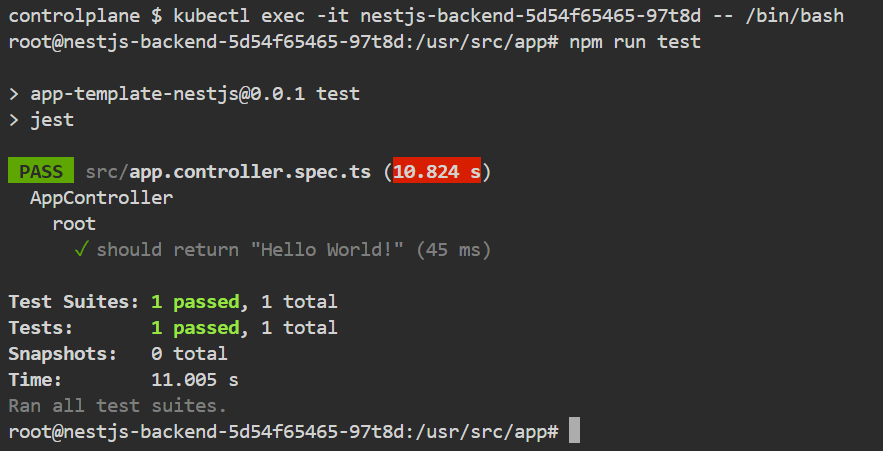 controlplane $ kubectl exec -it nestjs-backend-5d54f65465-97t8d -- /bin/bash
root@nestjs-backend-5d54f65465-97t8d:/usr/src/app# npm run test
> app-template-nestjs@0.0.1 test
> jest
PASS src/app.controller.spec.ts (10.824 s)
AppController
root
✓ should return "Hello World!" (45 ms)
Test Suites: 1 passed, 1 total
Tests: 1 passed, 1 total
Snapshots: 0 total
Time: 11.005 s
Ran all test suites.
root@nestjs-backend-5d54f65465-97t8d:/usr/src/app#